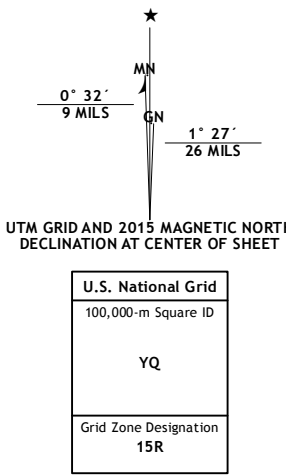 ★
MN
0° 32´
9 MILS
GN
1° 27´
26 MILS
UTM GRID AND 2015 MAGNETIC NORTH
DECLINATION AT CENTER OF SHEET
U.S. National Grid
100,000-m Square ID
YQ
Grid Zone Designation
15R